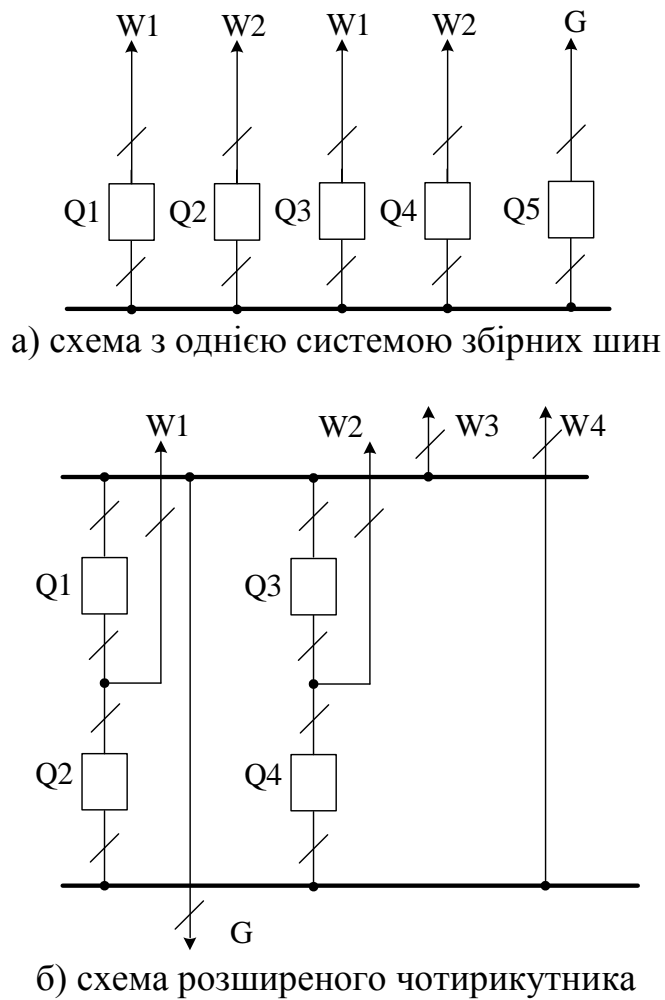 W1 W2 W1 W2 G
Q1 Q2 Q3 Q4 Q5
а) схема з однією системою збірних шин
W1 W2 W3 W4
Q1 Q3
Q2 Q4
G
б) схема розширеного чотирикутника